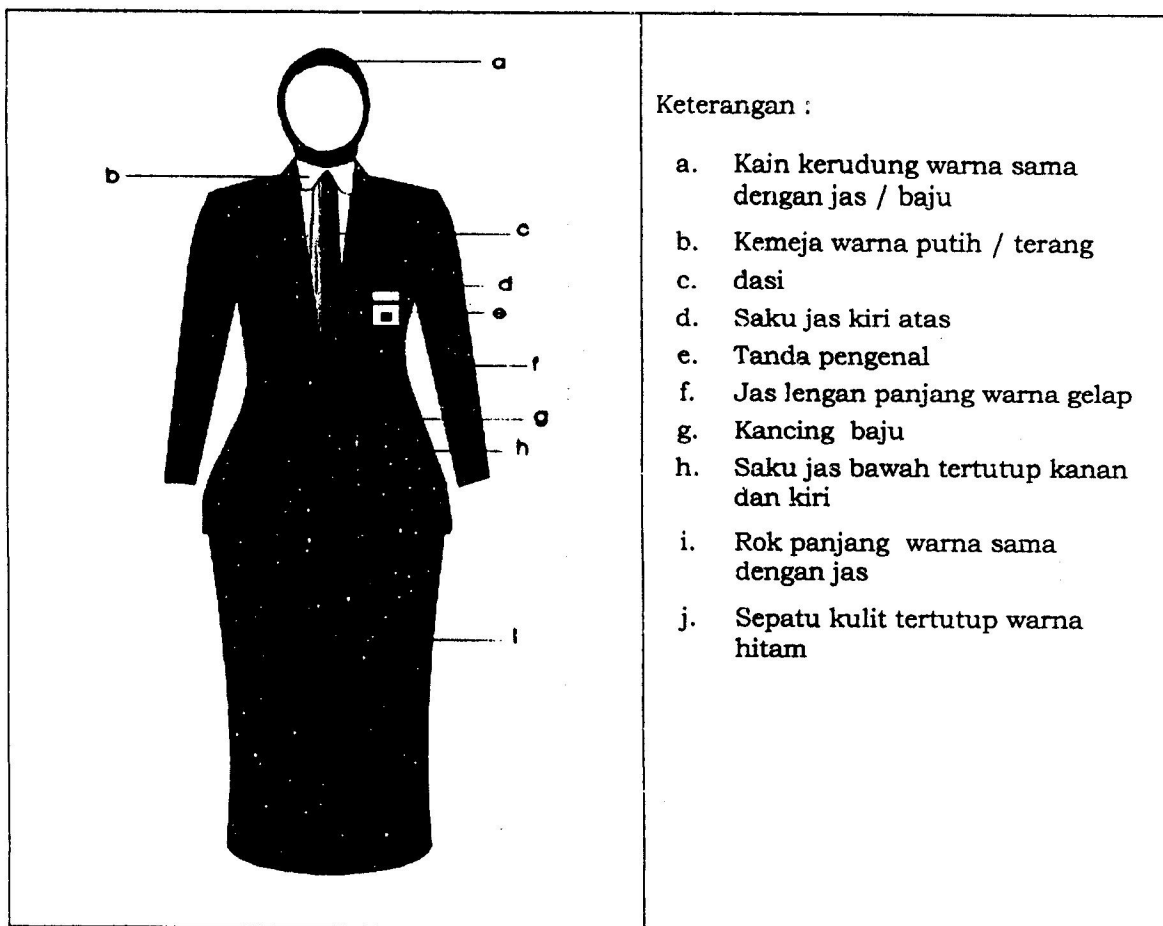 a
b
c
d
e
f
g
h
i
Keterangan :
a. Kain kerudung warna sama
dengan jas / baju
b. Kemeja warna putih / terang
c. dasi
d. Saku jas kiri atas
e. Tanda pengenal
f. Jas lengan panjang warna gelap
g. Kancing baju
h. Saku jas bawah tertutup kanan
dan kiri
i. Rok panjang warna sama
dengan jas
j. Sepatu kulit tertutup warna
hitam